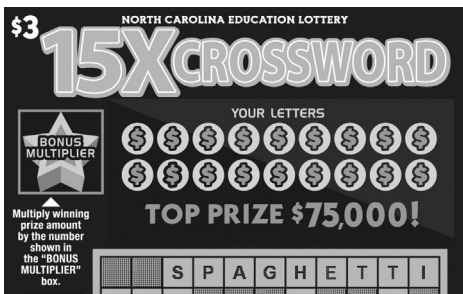 NORTH CAROLINA EDUCATION LOTTERY
$3
15X CROSSWORD
YOUR LETTERS
$ $ $ $ $ $ $ $ $
$ $ $ $ $ $ $ $ $
BONUS
MULTIPLIER
TOP PRIZE $75,000!
Multiply winning
prize amount
by the number
shown in
the "BONUS
MULTIPLIER"
box.
SPAGHETTI